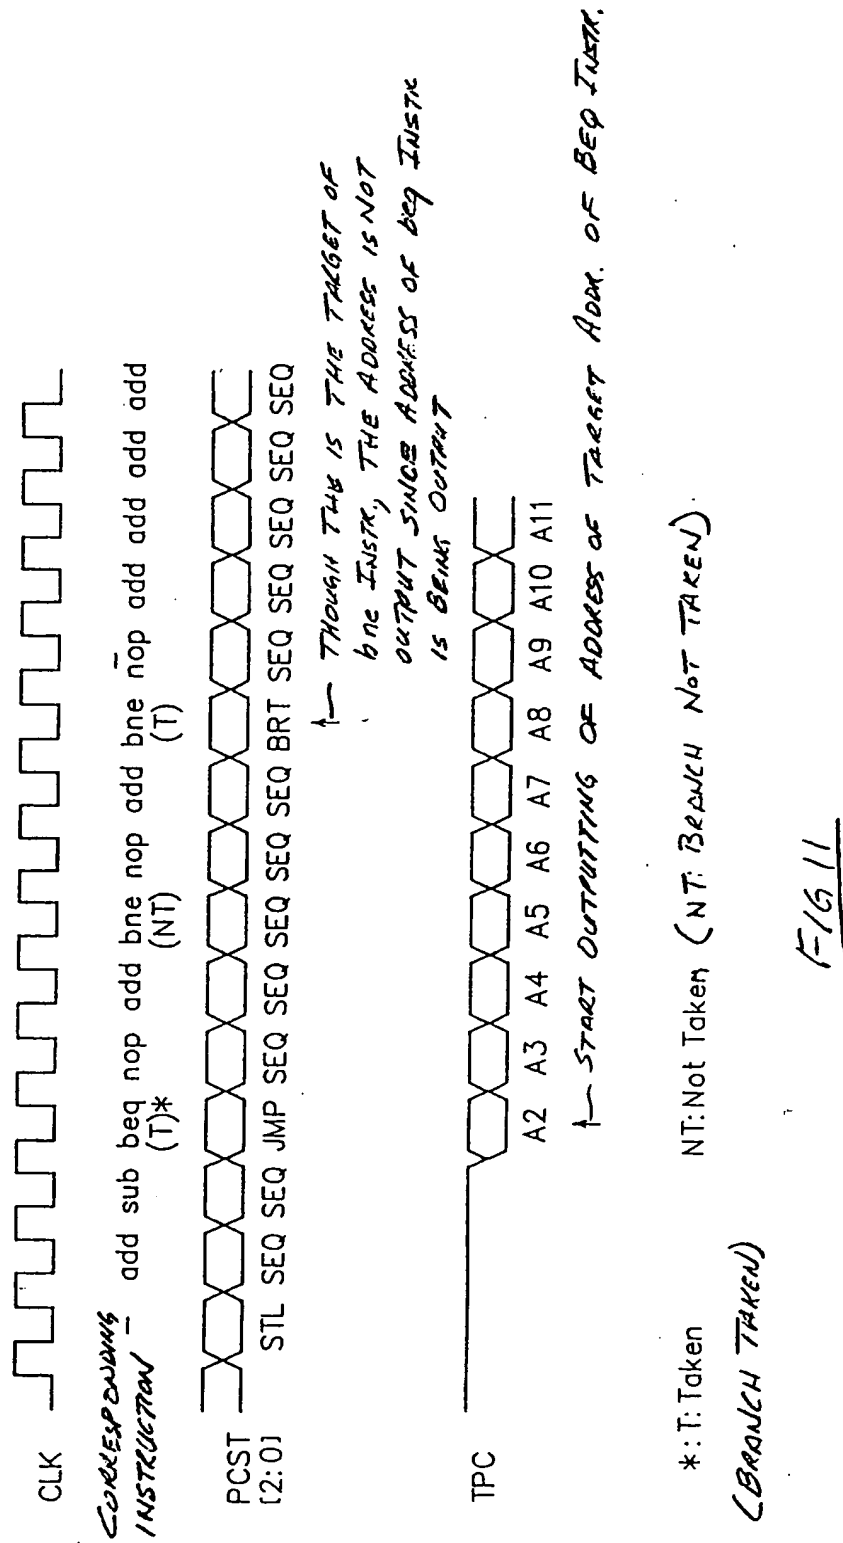 CLK
CORRESPONDING
INSTRUCTION – add sub beq nop add bne nop add bne nop add add add add
(T)* (NT) (T)
PCST
[2:0]
STL SEQ SEQ JMP SEQ SEQ SEQ SEQ SEQ BRT SEQ SEQ SEQ SEQ SEQ
THOUGH THIS IS THE TARGET OF
bne INSTR., THE ADDRESS IS NOT
OUTPUT SINCE ADDRESS OF beq INSTR
IS BEING OUTPUT
TPC
A2 A3 A4 A5 A6 A7 A8 A9 A10 A11
START OUTPUTTING OF ADDRESS OF TARGET ADDR. OF BEQ INSTR.
*: T: Taken NT: Not Taken (NT: BRANCH NOT TAKEN).
(BRANCH TAKEN)
FIG 11